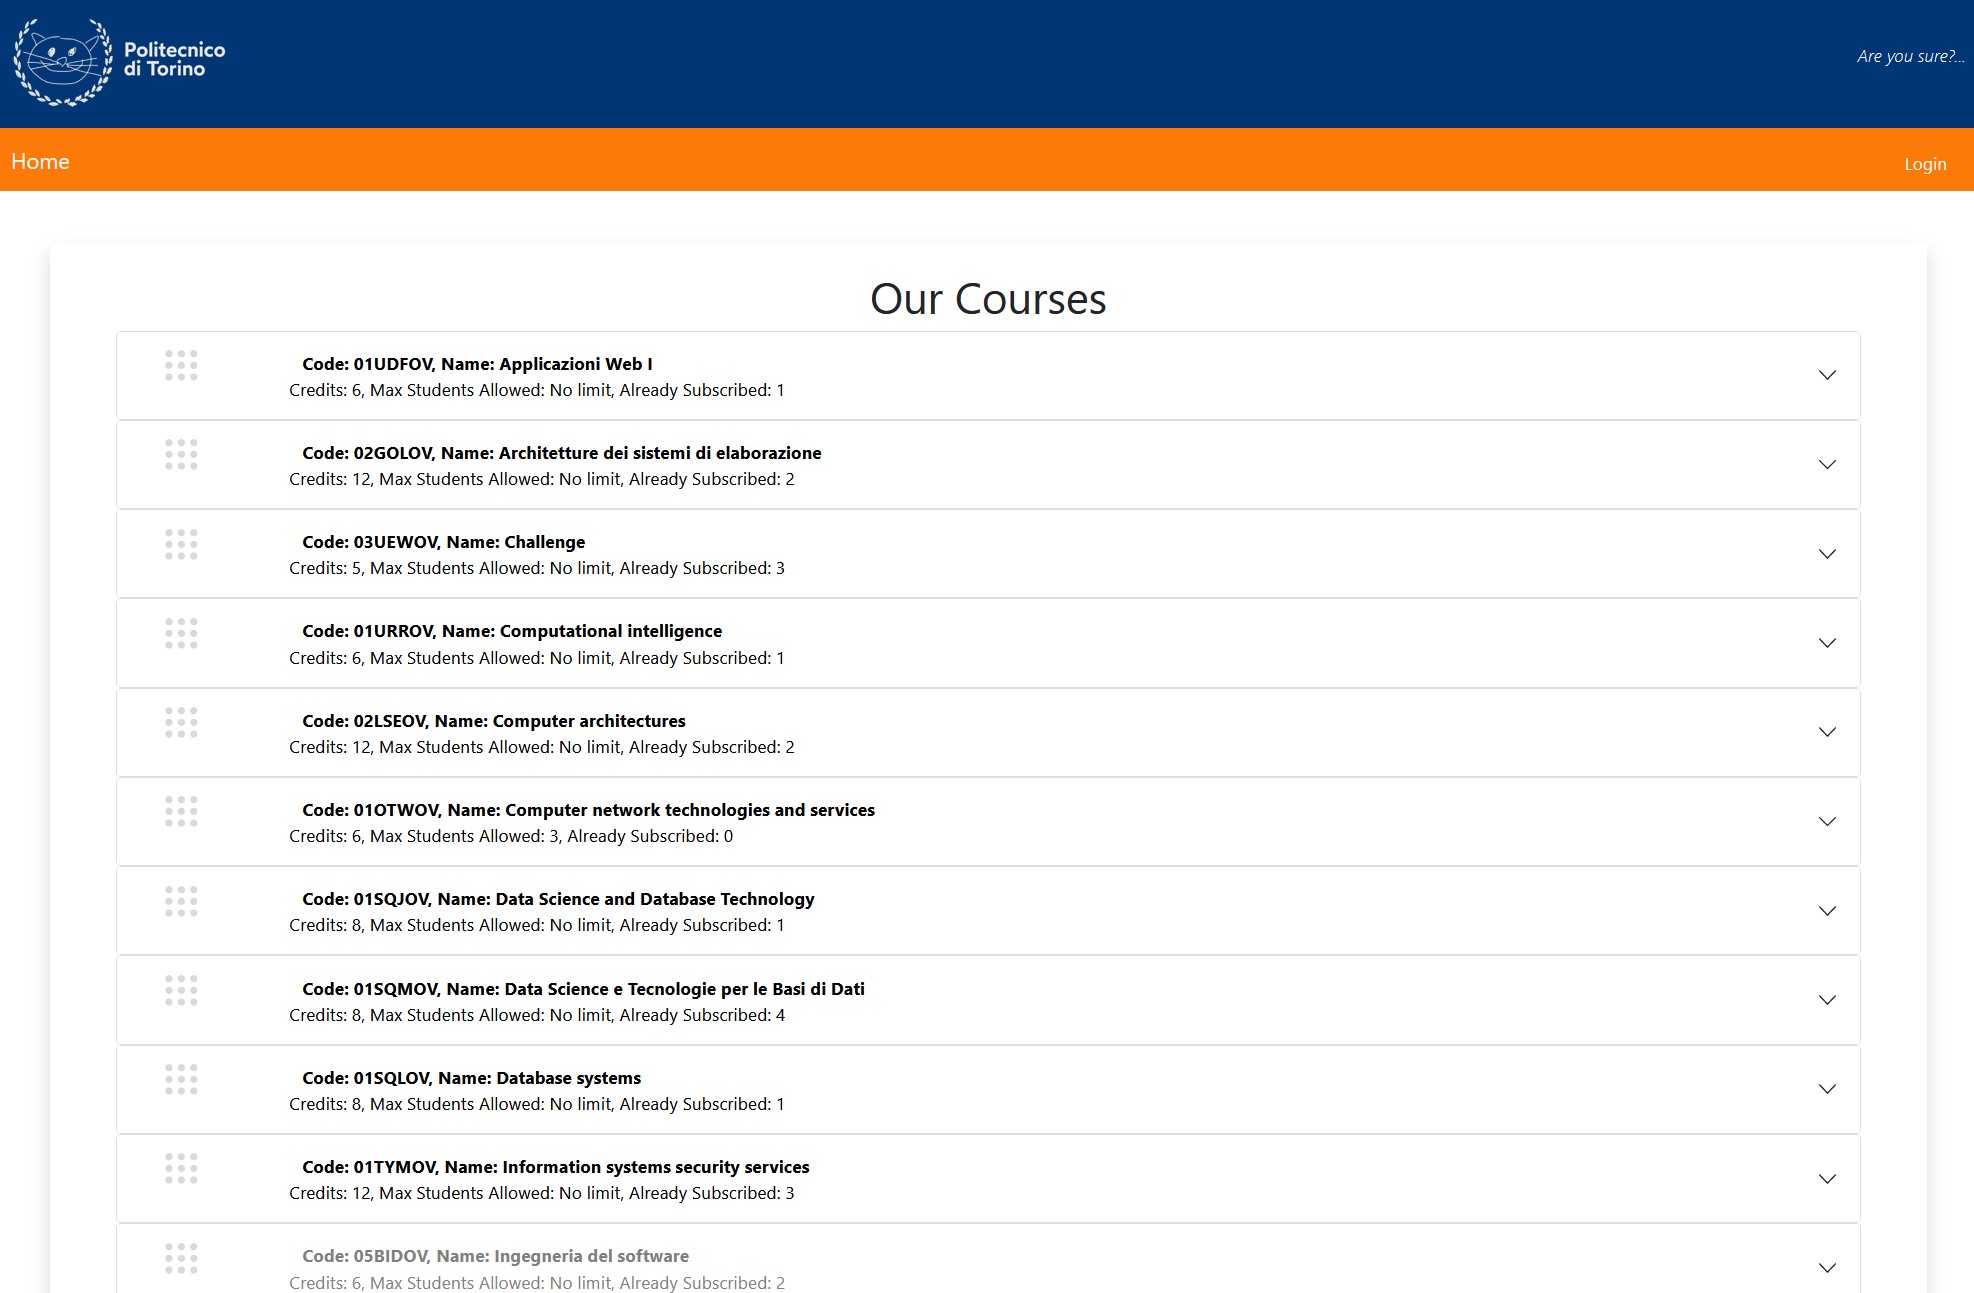 Politecnico
di Torino
Are you sure?...
Home
Login
Our Courses
Code: 01UDFOV, Name: Applicazioni Web I
Credits: 6, Max Students Allowed: No limit, Already Subscribed: 1
Code: 02GOLOV, Name: Architetture dei sistemi di elaborazione
Credits: 12, Max Students Allowed: No limit, Already Subscribed: 2
Code: 03UEWOV, Name: Challenge
Credits: 5, Max Students Allowed: No limit, Already Subscribed: 3
Code: 01URROV, Name: Computational intelligence
Credits: 6, Max Students Allowed: No limit, Already Subscribed: 1
Code: 02LSEOV, Name: Computer architectures
Credits: 12, Max Students Allowed: No limit, Already Subscribed: 2
Code: 01OTWOV, Name: Computer network technologies and services
Credits: 6, Max Students Allowed: 3, Already Subscribed: 0
Code: 01SQJOV, Name: Data Science and Database Technology
Credits: 8, Max Students Allowed: No limit, Already Subscribed: 1
Code: 01SQMOV, Name: Data Science e Tecnologie per le Basi di Dati
Credits: 8, Max Students Allowed: No limit, Already Subscribed: 4
Code: 01SQLOV, Name: Database systems
Credits: 8, Max Students Allowed: No limit, Already Subscribed: 1
Code: 01TYMOV, Name: Information systems security services
Credits: 12, Max Students Allowed: No limit, Already Subscribed: 3
Code: 05BIDOV, Name: Ingegneria del software
Credits: 6, Max Students Allowed: No limit, Already Subscribed: 2